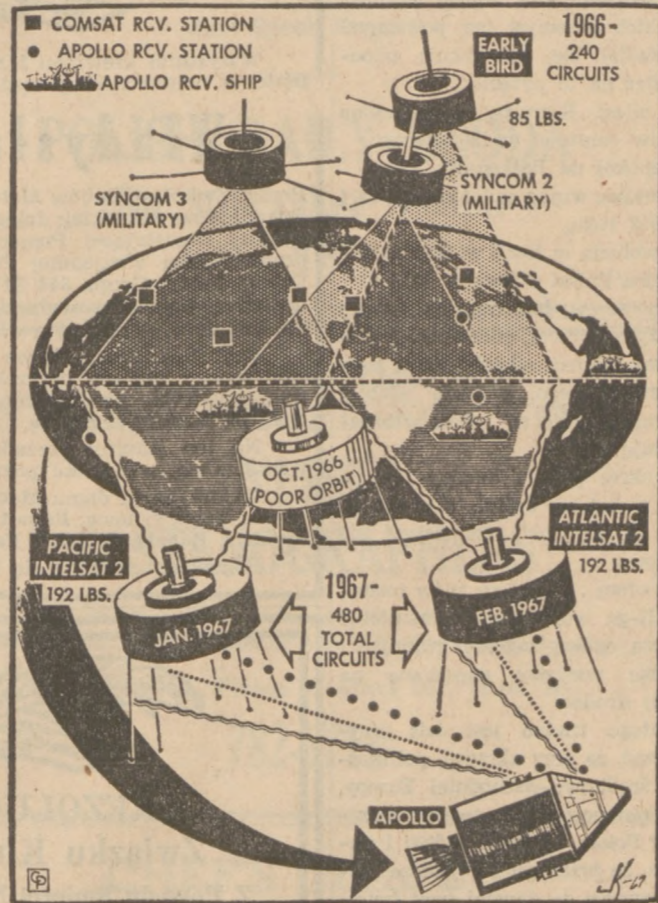 COMSAT RCV. STATION
APOLLO RCV. STATION
APOLLO RCV. SHIP
1966-
240
CIRCUITS
EARLY
BIRD
85 LBS.
SYNCOM 3
(MILITARY)
SYNCOM 2
(MILITARY)
OCT. 1966
(POOR ORBIT)
PACIFIC
INTELSAT 2
192 LBS.
ATLANTIC
INTELSAT 2
192 LBS.
JAN. 1967
1967-
480
TOTAL
CIRCUITS
FEB. 1967
APOLLO
CP